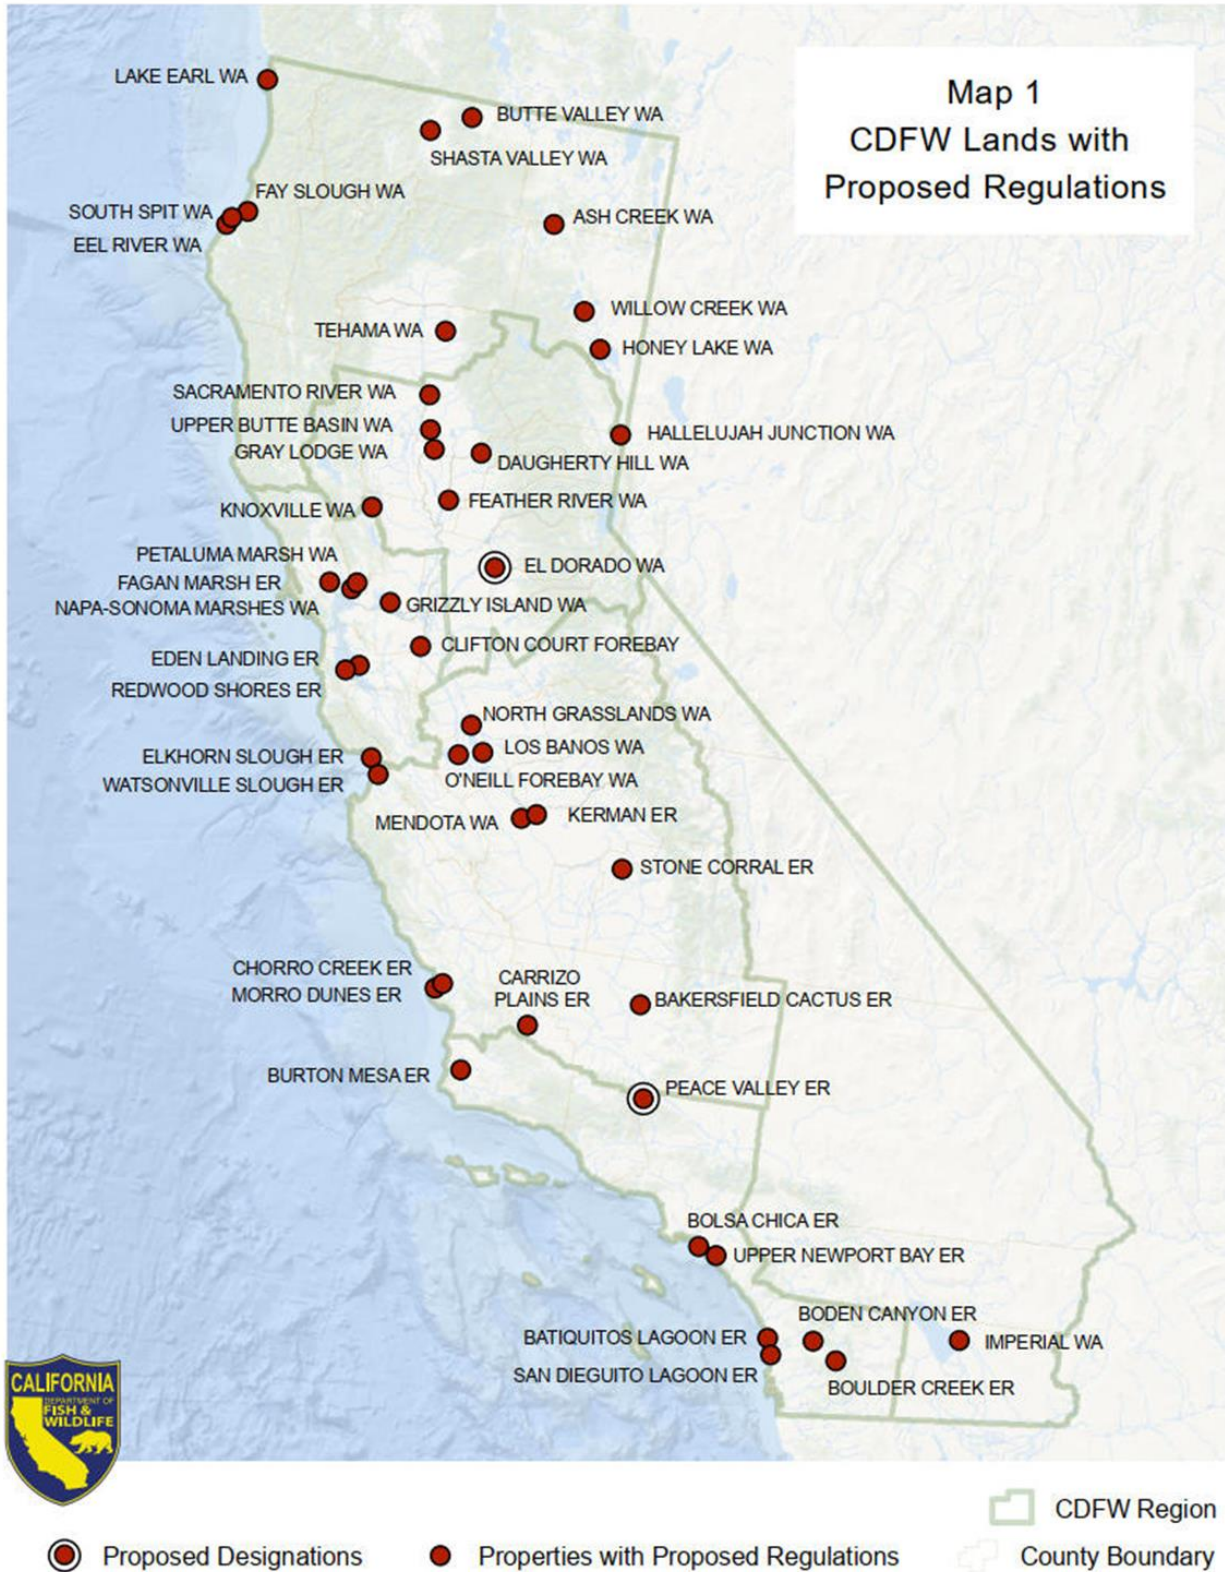 Map 1
CDFW Lands with
Proposed Regulations
LAKE EARL WA
BUTTE VALLEY WA
SHASTA VALLEY WA
FAY SLOUGH WA
SOUTH SPIT WA
EEL RIVER WA
ASH CREEK WA
WILLOW CREEK WA
TEHAMA WA
HONEY LAKE WA
SACRAMENTO RIVER WA
UPPER BUTTE BASIN WA
HALLELUJAH JUNCTION WA
GRAY LODGE WA
DAUGHERTY HILL WA
FEATHER RIVER WA
KNOXVILLE WA
PETALUMA MARSH WA
EL DORADO WA
FAGAN MARSH ER
NAPA-SONOMA MARSHES WA
GRIZZLY ISLAND WA
CLIFTON COURT FOREBAY
EDEN LANDING ER
REDWOOD SHORES ER
NORTH GRASSLANDS WA
LOS BANOS WA
ELKHORN SLOUGH ER
O'NEILL FOREBAY WA
WATSONVILLE SLOUGH ER
MENDOTA WA
KERMAN ER
STONE CORRAL ER
CHORRO CREEK ER
MORRO DUNES ER
CARRIZO
PLAINS ER
BAKERSFIELD CACTUS ER
BURTON MESA ER
PEACE VALLEY ER
BOLSA CHICA ER
UPPER NEWPORT BAY ER
BODEN CANYON ER
BATIQUITOS LAGOON ER
IMPERIAL WA
SAN DIEGUITO LAGOON ER
BOULDER CREEK ER
CALIFORNIA
DEPARTMENT OF
FISH &
WILDLIFE
CDFW Region
Proposed Designations
Properties with Proposed Regulations
County Boundary